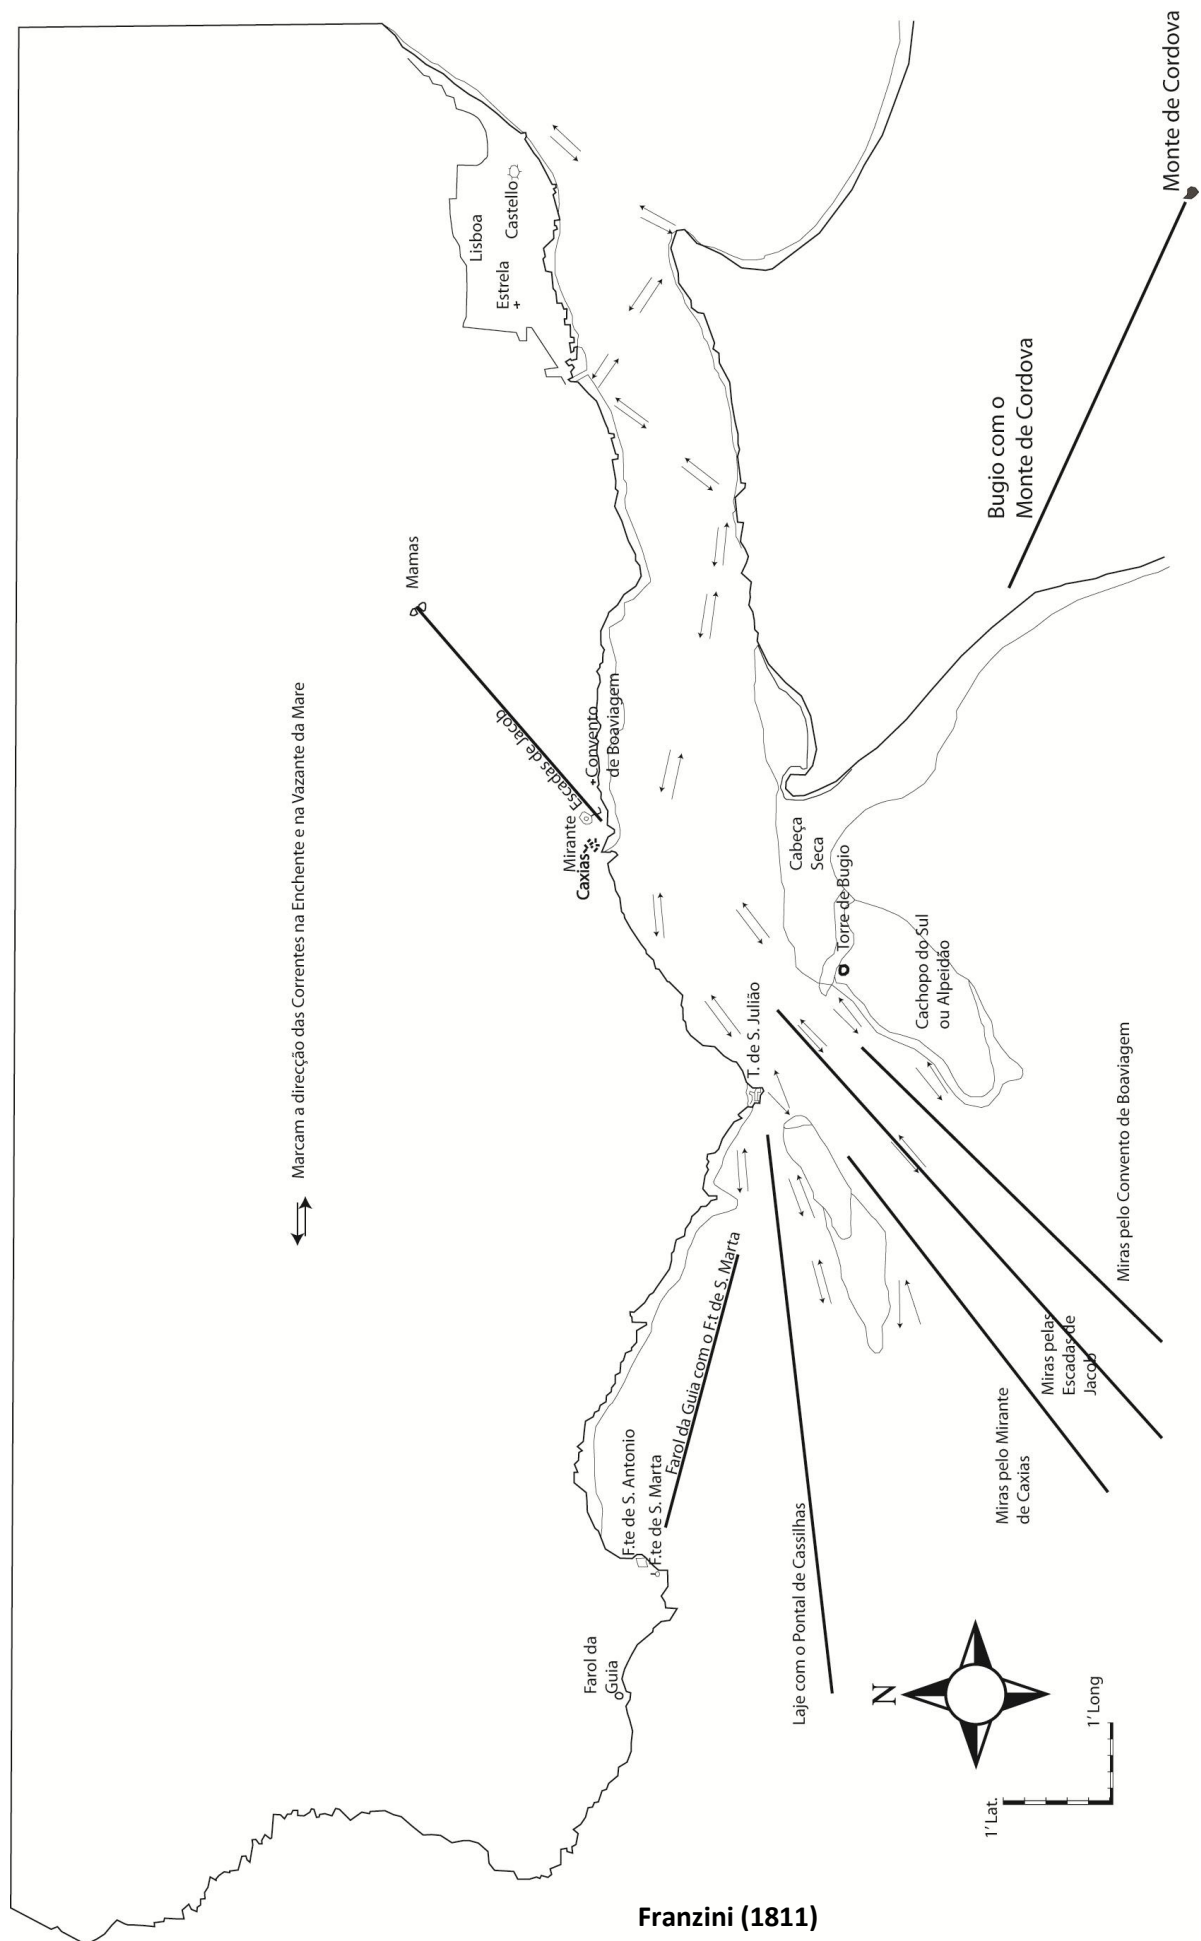 Marcam a direcção das Correntes na Enchente e na Vazante da Mare
Lisboa
Castello
Estrela
Mamas
Escadas de Jacob
Convento
de Boaviagem
Mirante
Caxias
T. de S. Julião
Cabeça
Seca
Torre de Bugio
Cachopo do Sul
ou Alpeidão
Monte de Cordova
Bugio com o
Monte de Cordova
Farol da
Guia
F.te de S. Antonio
F.te de S. Marta
Farol da Guia com o F.t de S. Marta
Laje com o Pontal de Cassilhas
Miras pelo Mirante
de Caxias
Miras pelas
Escadas de
Jacob
Miras pelo Convento de Boaviagem
N
1' Lat.
1' Long
Franzini (1811)